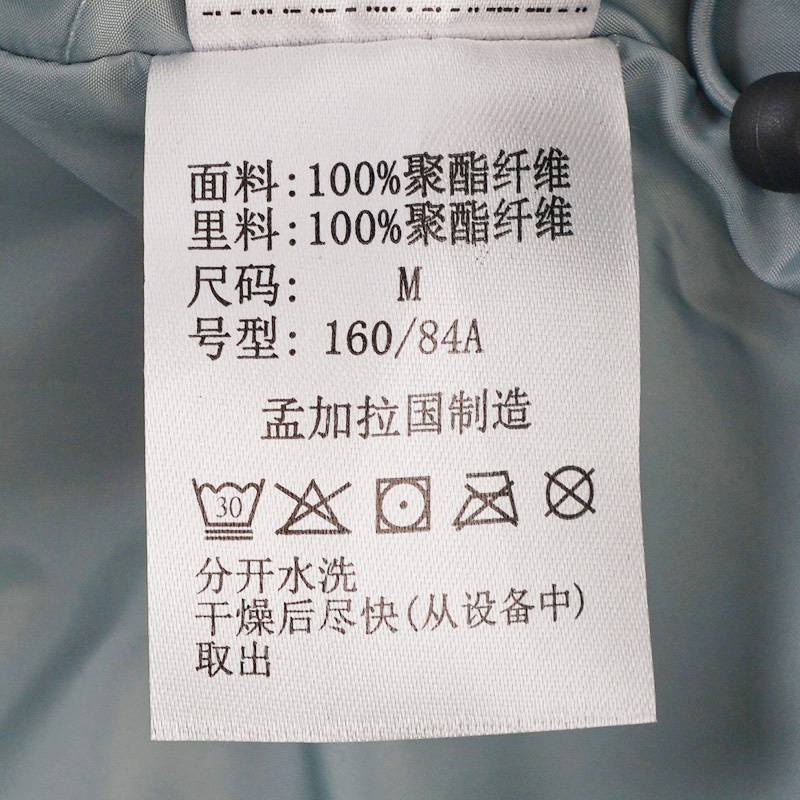 面料:100%聚酯纤维
里料:100%聚酯纤维
尺码: M
号型: 160/84A
孟加拉国制造
30
分开水洗
干燥后尽快(从设备中)
取出